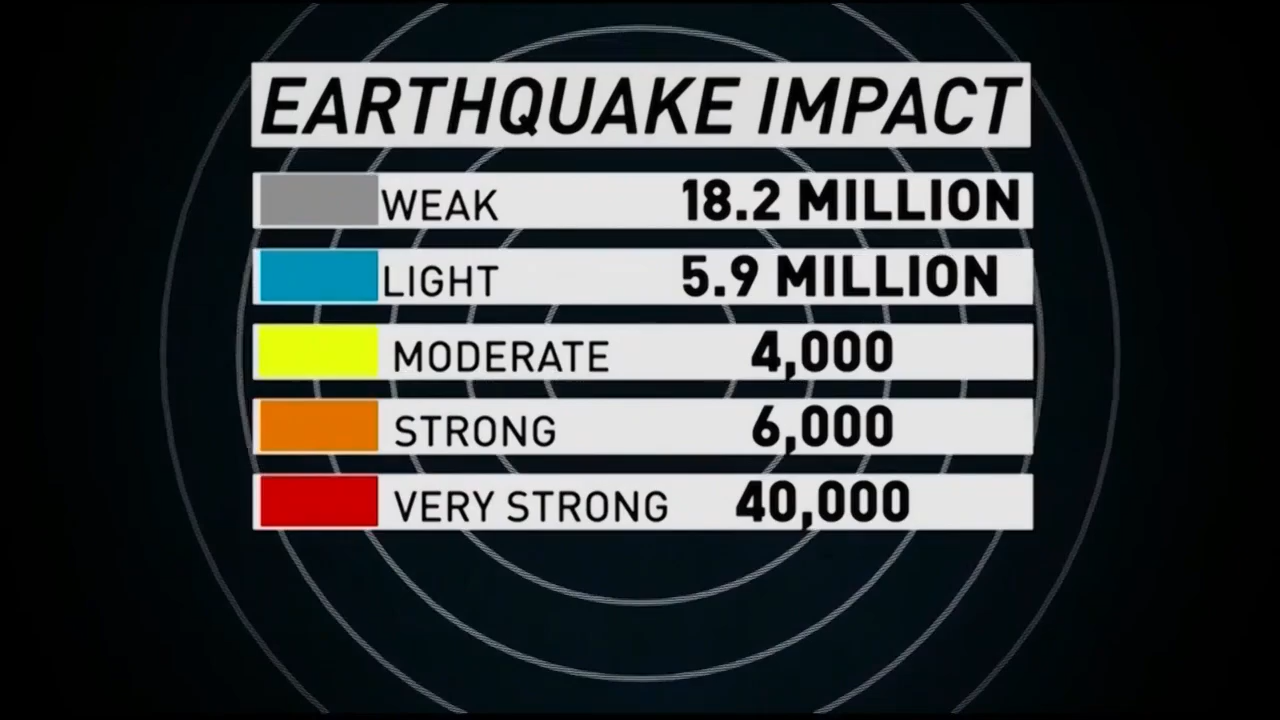 EARTHQUAKE IMPACT
WEAK 18.2 MILLION
LIGHT 5.9 MILLION
MODERATE 4,000
STRONG 6,000
VERY STRONG 40,000